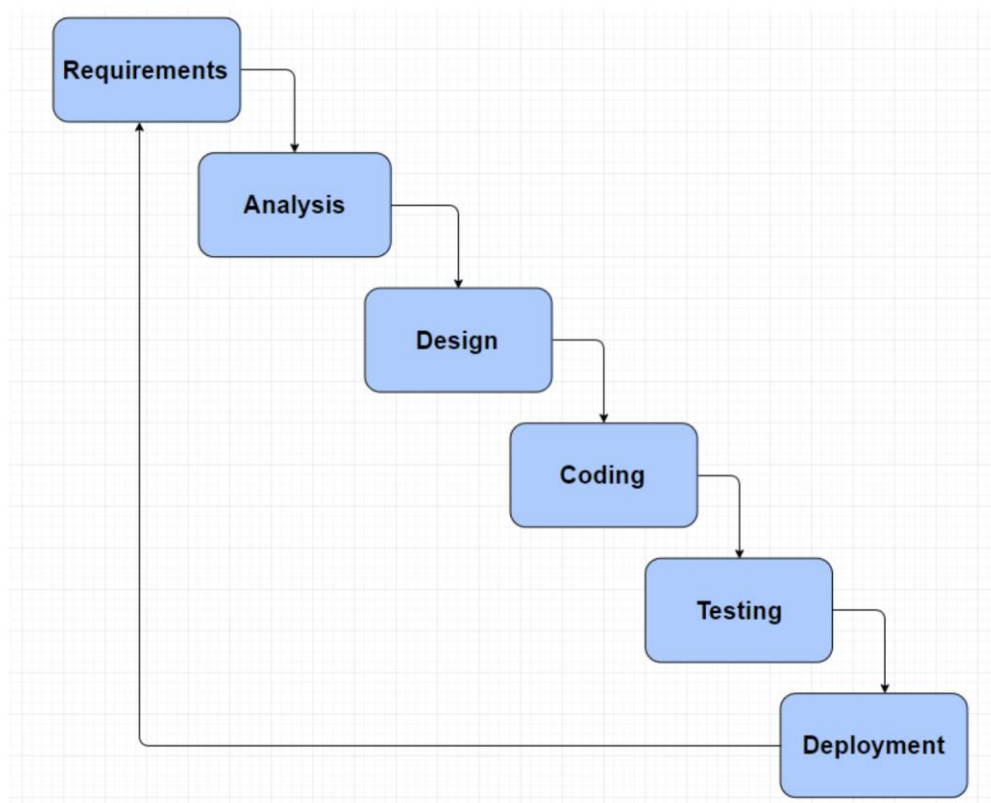 Requirements
Analysis
Design
Coding
Testing
Deployment